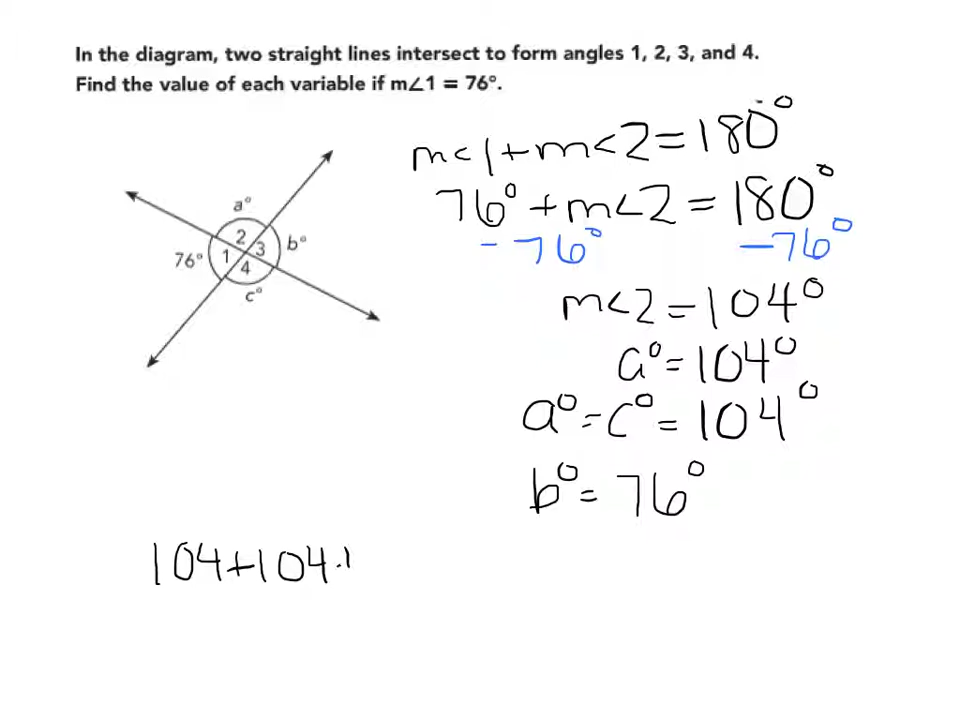 In the diagram, two straight lines intersect to form angles 1, 2, 3, and 4.
Find the value of each variable if m∠1 = 76°.
m<1+m<2=180°
76°+m<2=180°
-76° -76°
m<2=104°
a°=104°
a°=c°=104°
b°=76°
a°
2
3 b°
76° 1
4
c°
104+104